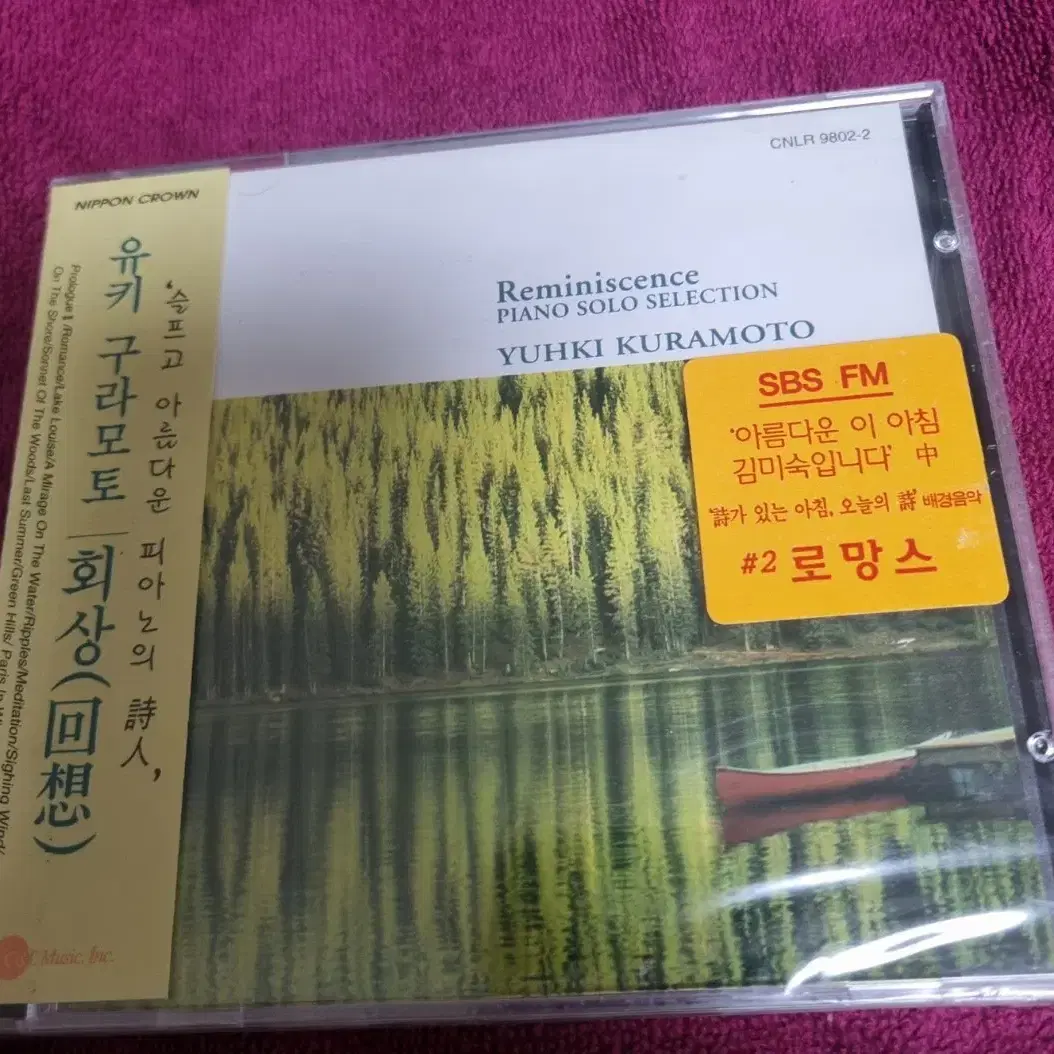 NIPPON CROWN
유키 구라모토 | 회상(回想)
'슬프고 아름다운 피아노의 詩人,
Prologue Ⅱ/Romance/Lake Louise/A Mirage On The Water/Ripples/Meditation/Sighing Wind/
On The Shore/Sonnet Of The Woods/Last Summer/Green Hills/ Paris In
Music, Inc.
CNLR 9802-2
Reminiscence
PIANO SOLO SELECTION
YUHKI KURAMOTO
SBS FM
'아름다운 이 아침
김미숙입니다' 中
'詩가 있는 아침, 오늘의 詩' 배경음악
#2 로망스